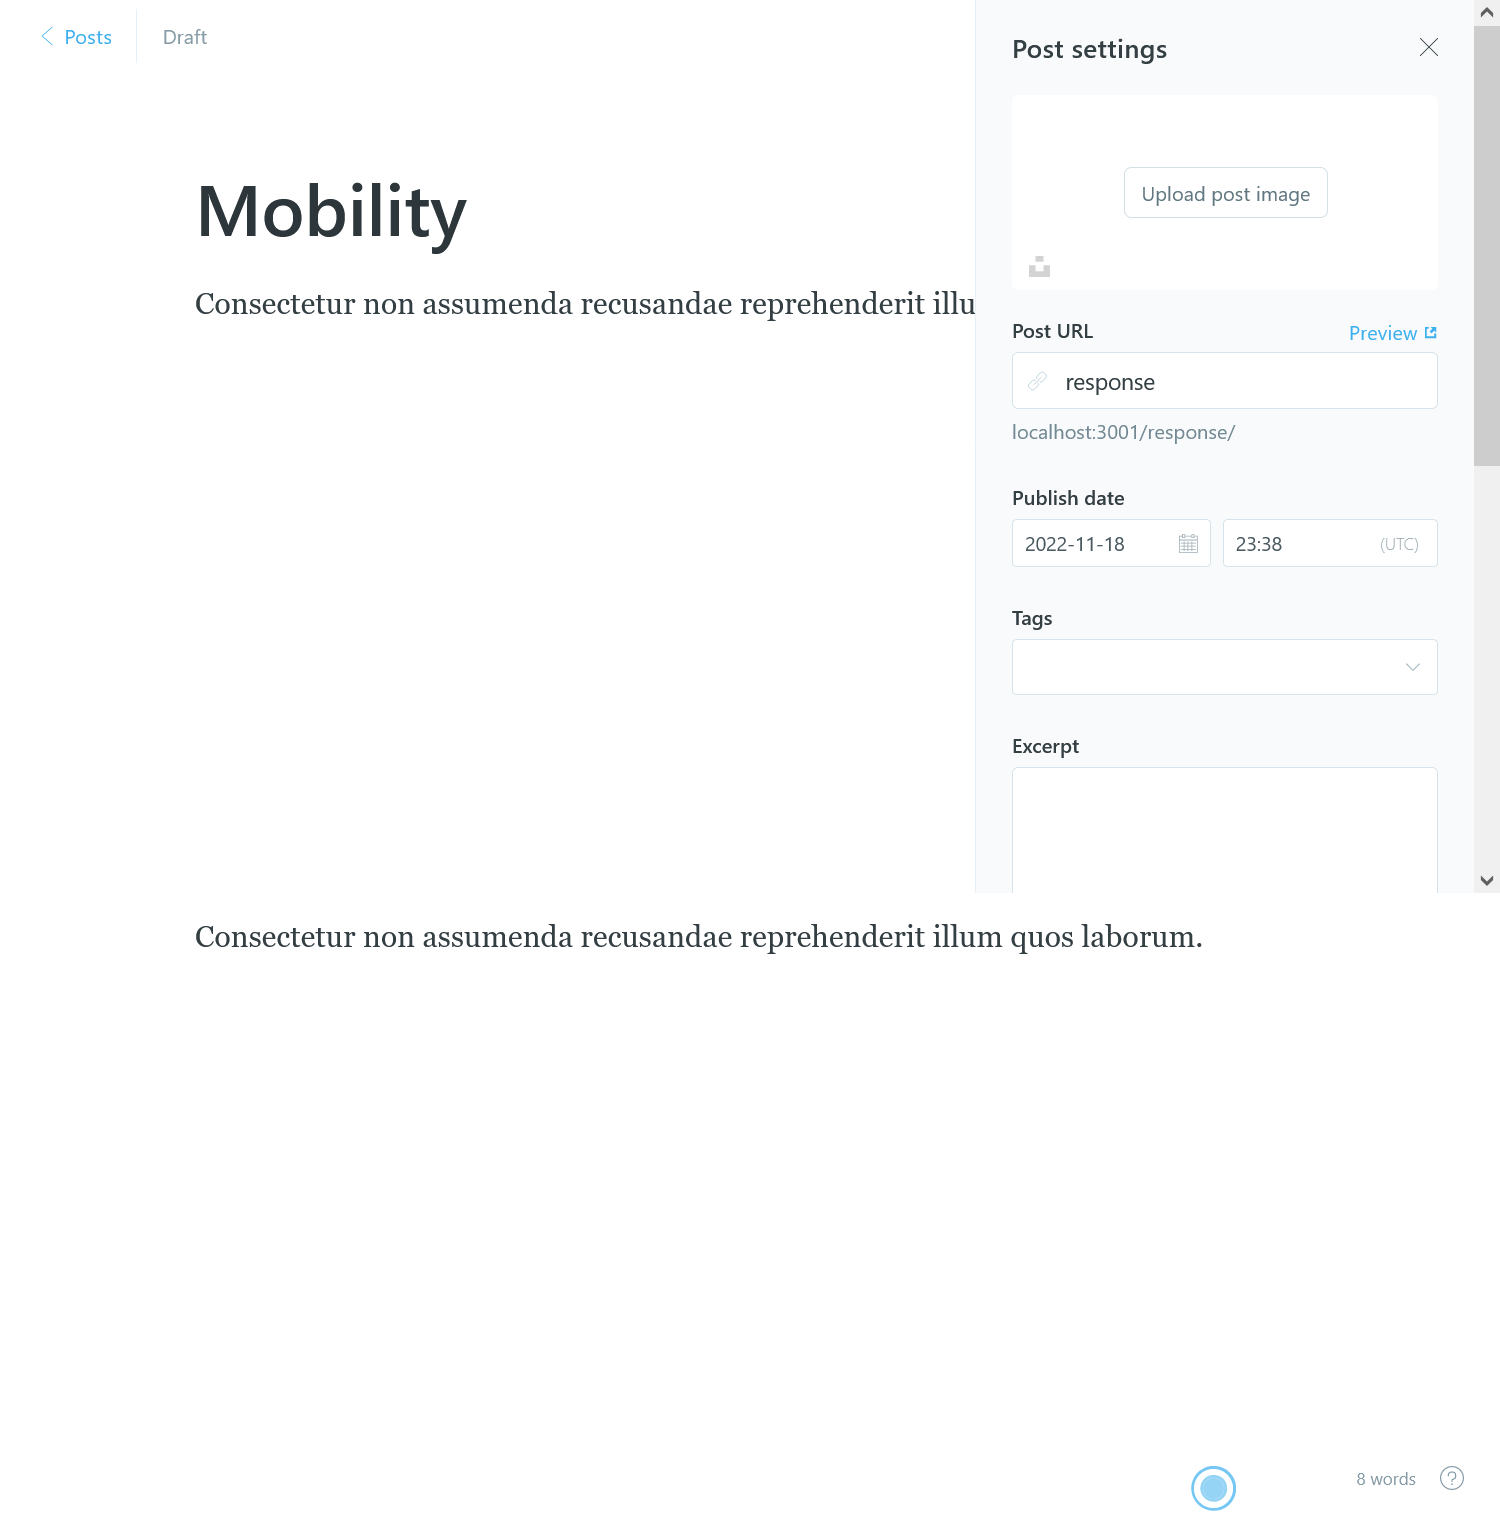 Posts
Draft
Mobility
Consectetur non assumenda recusandae reprehenderit illu
Post settings
Upload post image
Post URL
Preview
response
localhost:3001/response/
Publish date
2022-11-18
23:38
(UTC)
Tags
Excerpt
Consectetur non assumenda recusandae reprehenderit illum quos laborum.
8 words
?